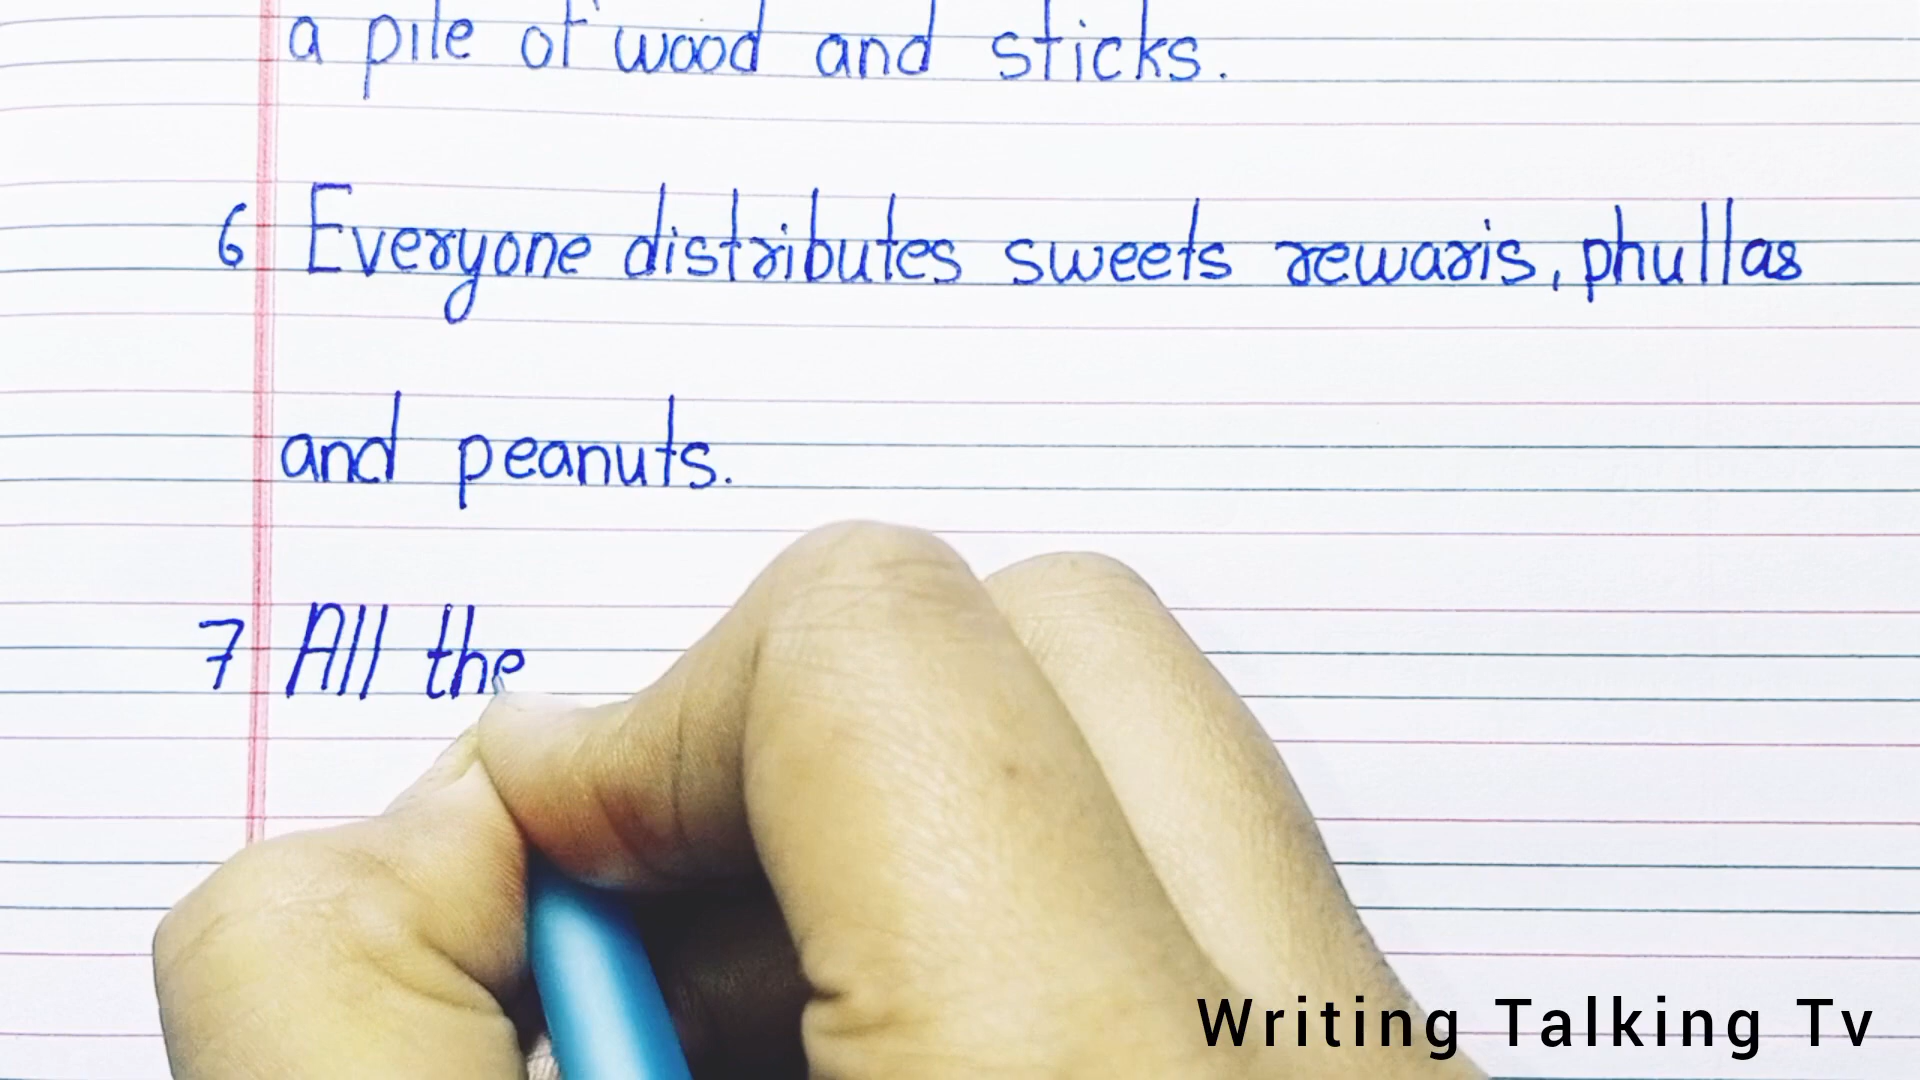 a pile of wood and sticks.
6 Everyone distributes sweets rewaris, phullas
and peanuts.
7 All the
Writing Talking Tv